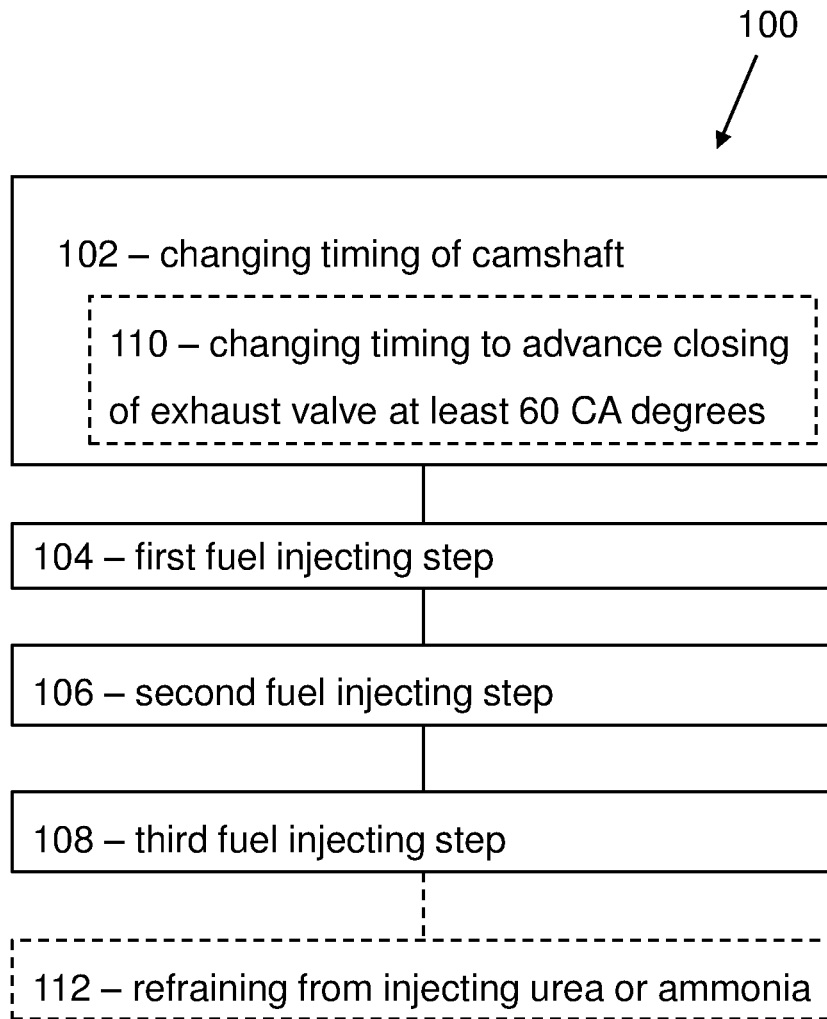 100
102 – changing timing of camshaft
110 – changing timing to advance closing
of exhaust valve at least 60 CA degrees
104 – first fuel injecting step
106 – second fuel injecting step
108 – third fuel injecting step
112 – refraining from injecting urea or ammonia